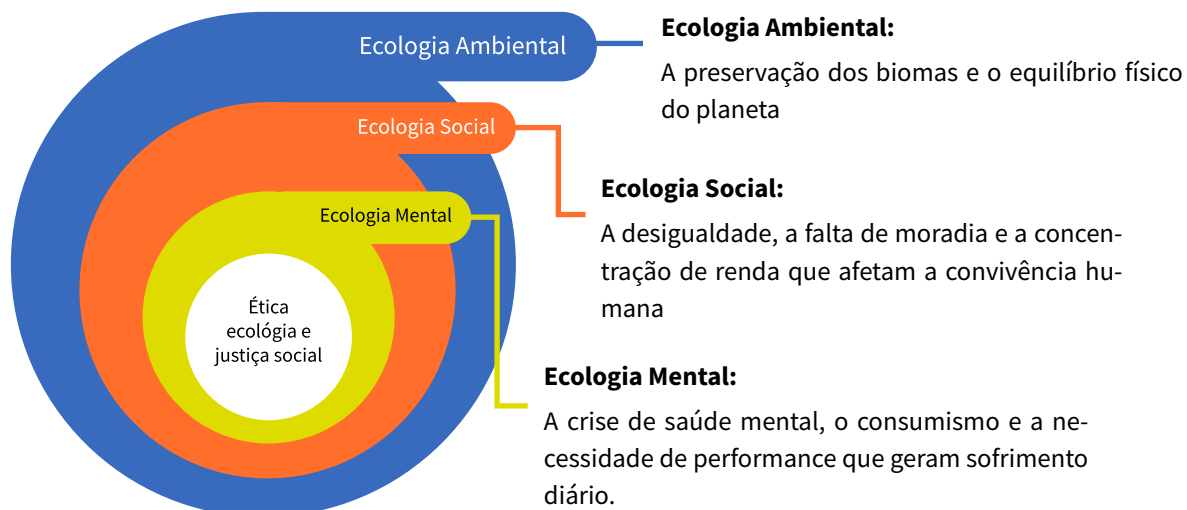 Ecologia Ambiental
Ecologia Social
Ecologia Mental
Ética
ecológia e
justiça social
Ecologia Ambiental:
A preservação dos biomas e o equilíbrio físico
do planeta
Ecologia Social:
A desigualdade, a falta de moradia e a concen-
tração de renda que afetam a convivência hu-
mana
Ecologia Mental:
A crise de saúde mental, o consumismo e a ne-
cessidade de performance que geram sofrimento
diário.